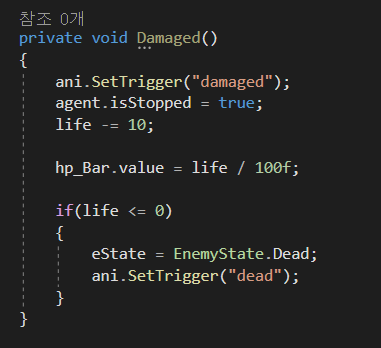 참조 0개
private void Damaged()
{
    ani.SetTrigger("damaged");
    agent.isStopped = true;
    life -= 10;

    hp_Bar.value = life / 100f;

    if(life <= 0)
    {
        eState = EnemyState.Dead;
        ani.SetTrigger("dead");
    }
}